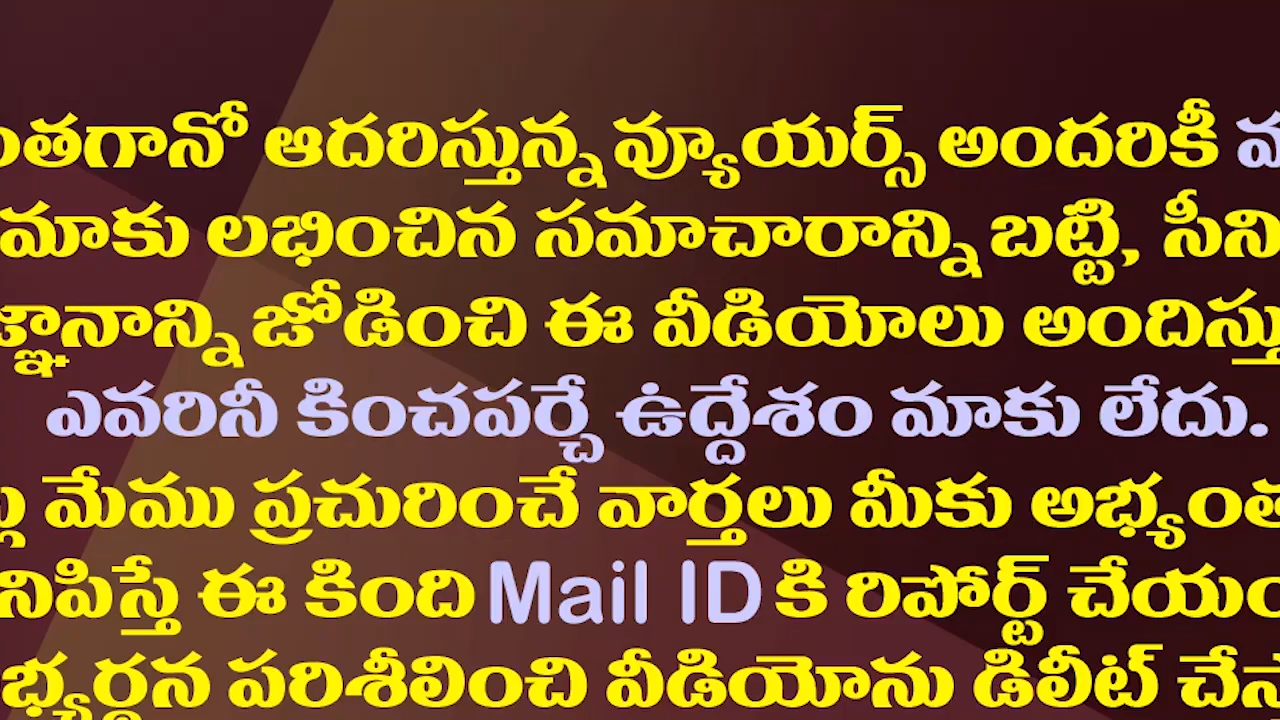 ఆదరిస్తున్న వ్యూయర్స్ అందరికీ
మాకు లభించిన సమాచారాన్ని బట్టి,
జోడించి ఈ వీడియోలు
ఎవరినీ కించపర్చే ఉద్దేశం మాకు లేదు.
మేము ప్రచురించే వార్తలు మీకు
ఈ కింది Mail ID కి రిపోర్ట్
పరిశీలించి వీడియోను డిలీట్